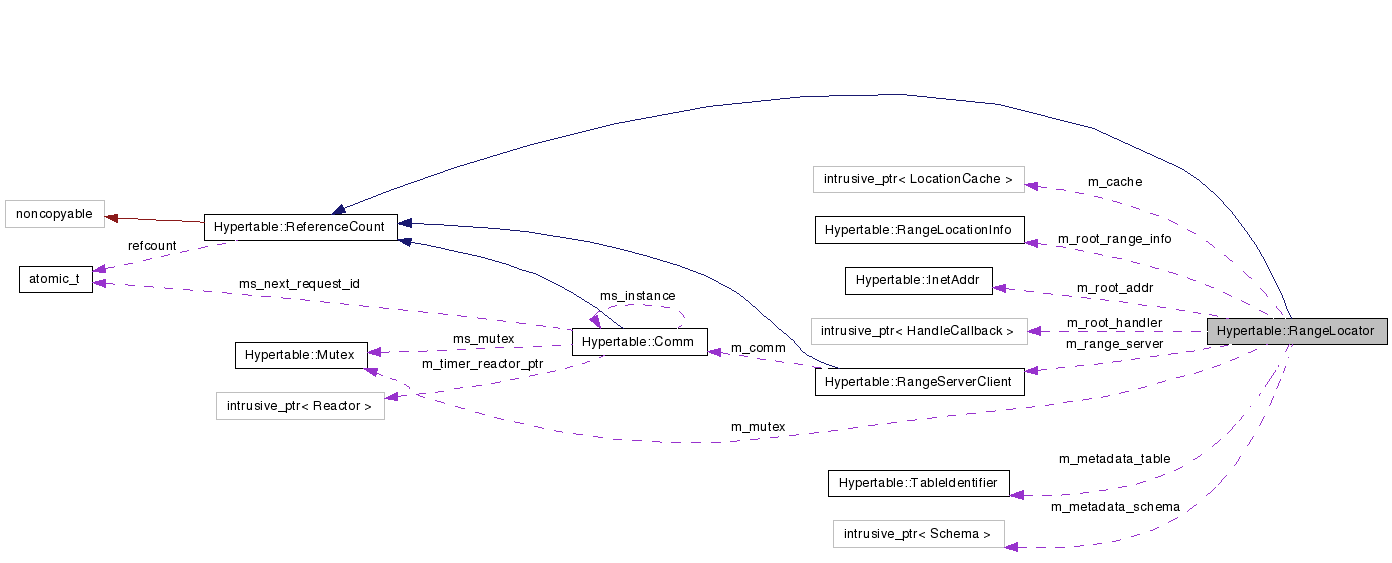 m_cache
intrusive_ptr< LocationCache >
noncopyable
Hypertable::ReferenceCount
Hypertable::RangeLocationInfo
m_root_range_info
refcount
atomic_t
ms_next_request_id
Hypertable::InetAddr
m_root_addr
ms_instance
intrusive_ptr< HandleCallback >
m_root_handler
Hypertable::RangeLocator
Hypertable::Mutex
ms_mutex
Hypertable::Comm
m_comm
m_range_server
m_timer_reactor_ptr
Hypertable::RangeServerClient
intrusive_ptr< Reactor >
m_mutex
m_metadata_table
Hypertable::TableIdentifier
m_metadata_schema
intrusive_ptr< Schema >